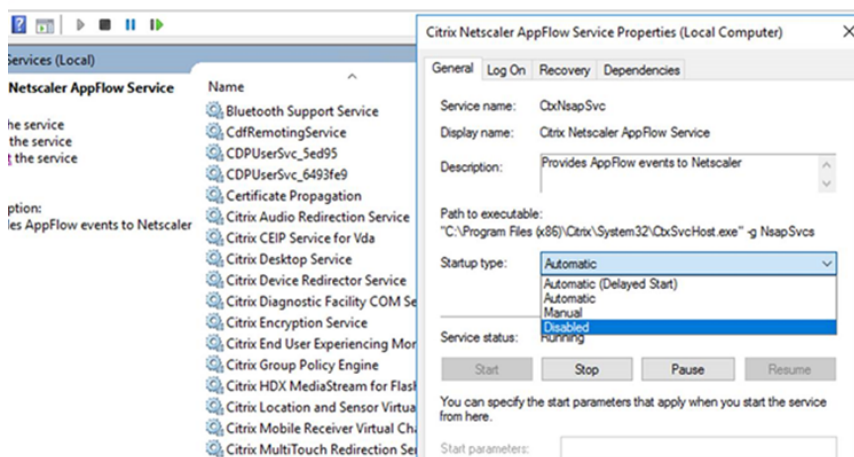 Services (Local)
Netscaler AppFlow Service
he service
the service
the service
ption:
les AppFlow events to Netscaler
Name
Bluetooth Support Service
CdfRemotingService
CDPUserSvc_5ed95
CDPUserSvc_6493fe9
Certificate Propagation
Citrix Audio Redirection Service
Citrix CEIP Service for Vda
Citrix Desktop Service
Citrix Device Redirector Service
Citrix Diagnostic Facility COM Se
Citrix Encryption Service
Citrix End User Experiencing Mor
Citrix Group Policy Engine
Citrix HDX MediaStream for Flash
Citrix Location and Sensor Virtua
Citrix Mobile Receiver Virtual Cha
Citrix MultiTouch Redirection Ser
Citrix Netscaler AppFlow Service Properties (Local Computer)
General Log On Recovery Dependencies
Service name: CtxNsapSvc
Display name: Citrix Netscaler AppFlow Service
Description: Provides AppFlow events to Netscaler
Path to executable:
"C:\Program Files (x86)\Citrix\System32\CtxSvcHost.exe" -g NsapSvcs
Startup type: Automatic
Automatic (Delayed Start)
Automatic
Manual
Disabled
Service status: Running
Start Stop Pause Resume
You can specify the start parameters that apply when you start the service
from here.
Start parameters: